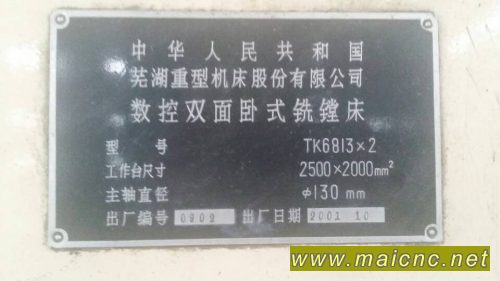 中华人民共和国
芜湖重型机床股份有限公司
数控双面卧式铣镗床
型 号 TK6813×2
工作台尺寸 2500×2000mm²
主轴直径 φ130 mm
出厂编号 0902 出厂日期 2001 10
www.maicnc.net